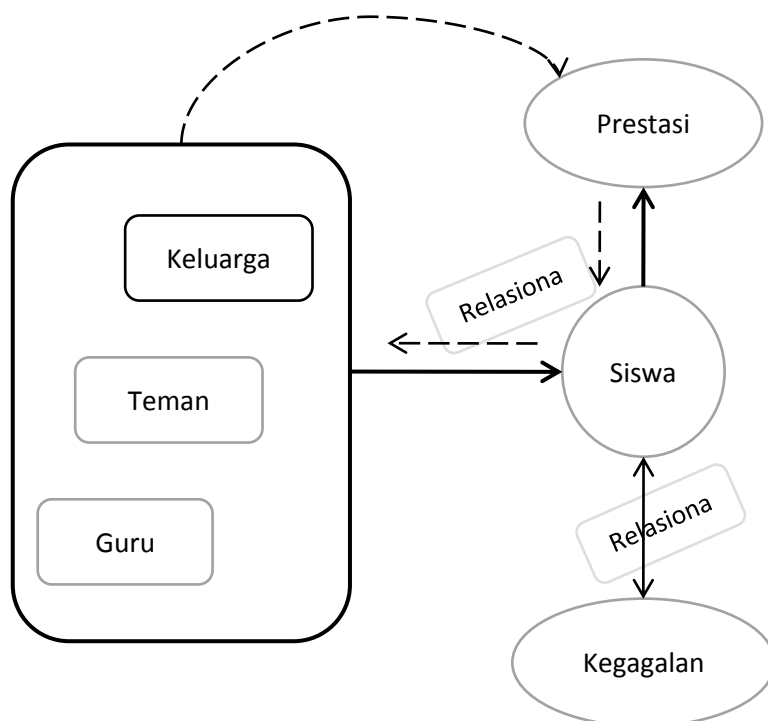 Prestasi
Keluarga
Relasiona
Siswa
Teman
Relasiona
Guru
Kegagalan